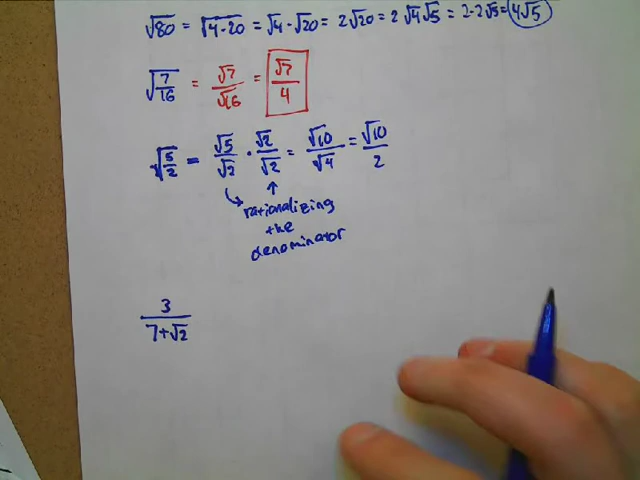 √80 = √4·20 = √4 · √20 = 2√20 = 2 √4 √5 = 2·2√5 = 4√5
√7/16 = √7/√16 = √7/4
√5/2 = √5/√2 · √2/√2 = √10/√4 = √10/2
rationalizing
the
denominator
3/7+√2